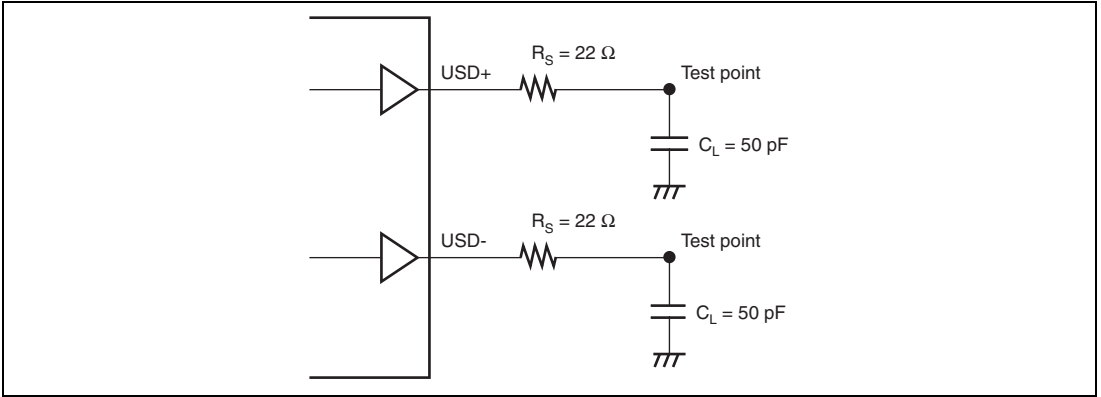 R_S = 22 Ω
USD+
Test point
C_L = 50 pF
R_S = 22 Ω
USD-
Test point
C_L = 50 pF